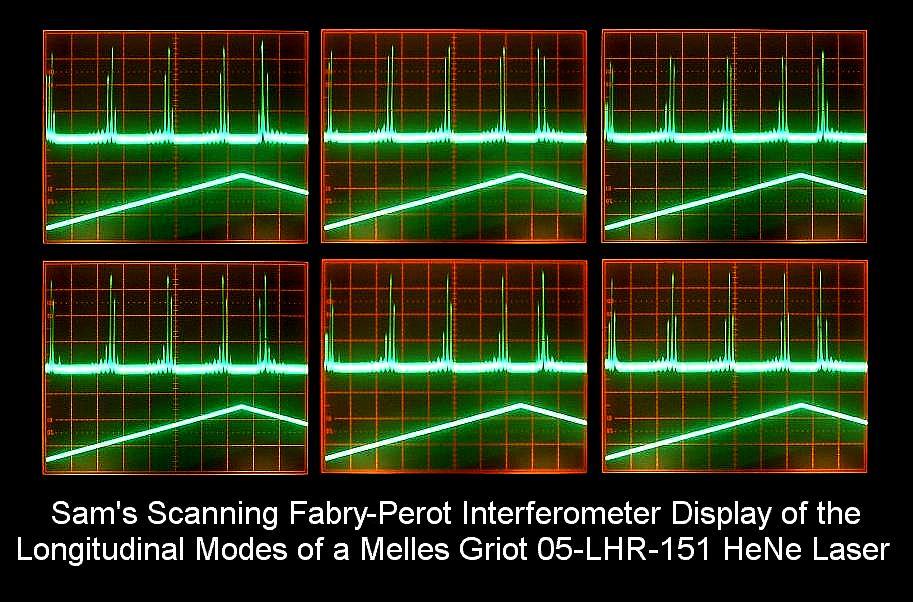 Sam's Scanning Fabry-Perot Interferometer Display of the
Longitudinal Modes of a Melles Griot 05-LHR-151 HeNe Laser